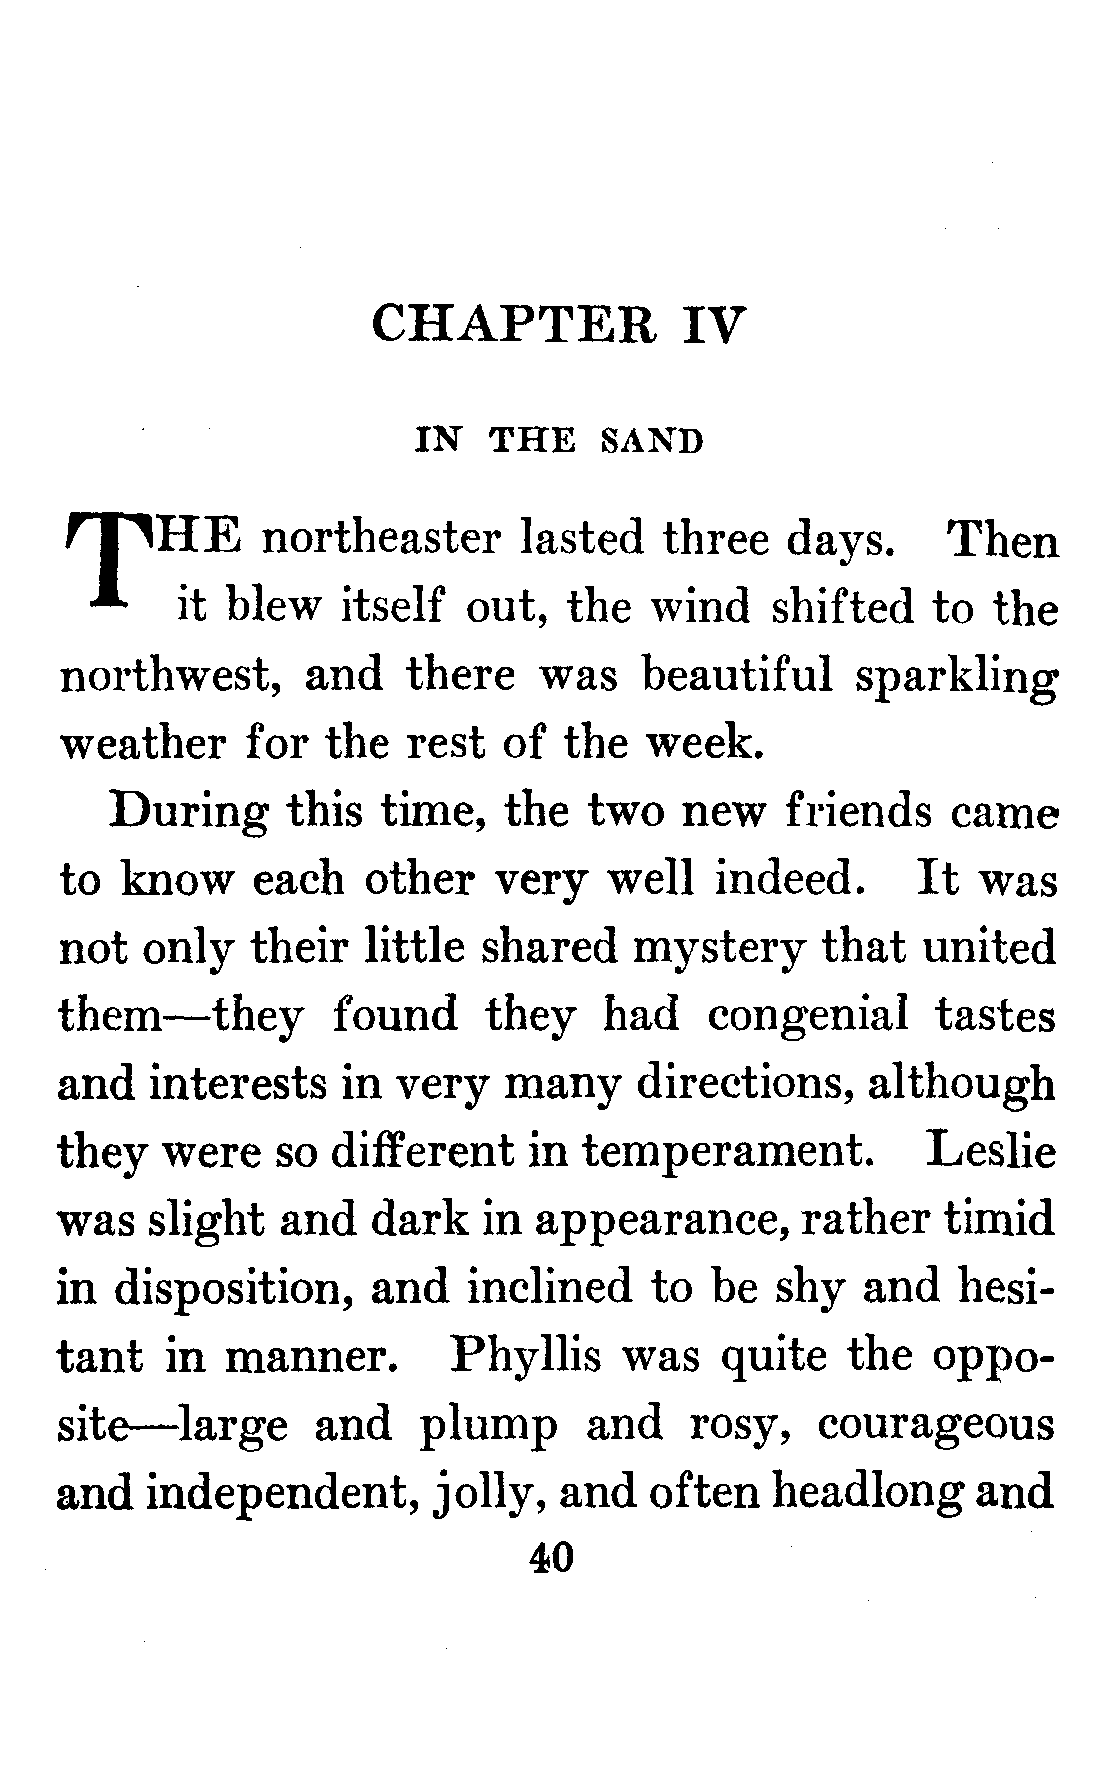 CHAPTER IV
IN THE SAND
THE northeaster lasted three days. Then
it blew itself out, the wind shifted to the
northwest, and there was beautiful sparkling
weather for the rest of the week.
During this time, the two new friends came
to know each other very well indeed. It was
not only their little shared mystery that united
them—they found they had congenial tastes
and interests in very many directions, although
they were so different in temperament. Leslie
was slight and dark in appearance, rather timid
in disposition, and inclined to be shy and hesi-
tant in manner. Phyllis was quite the oppo-
site—large and plump and rosy, courageous
and independent, jolly, and often headlong and
40